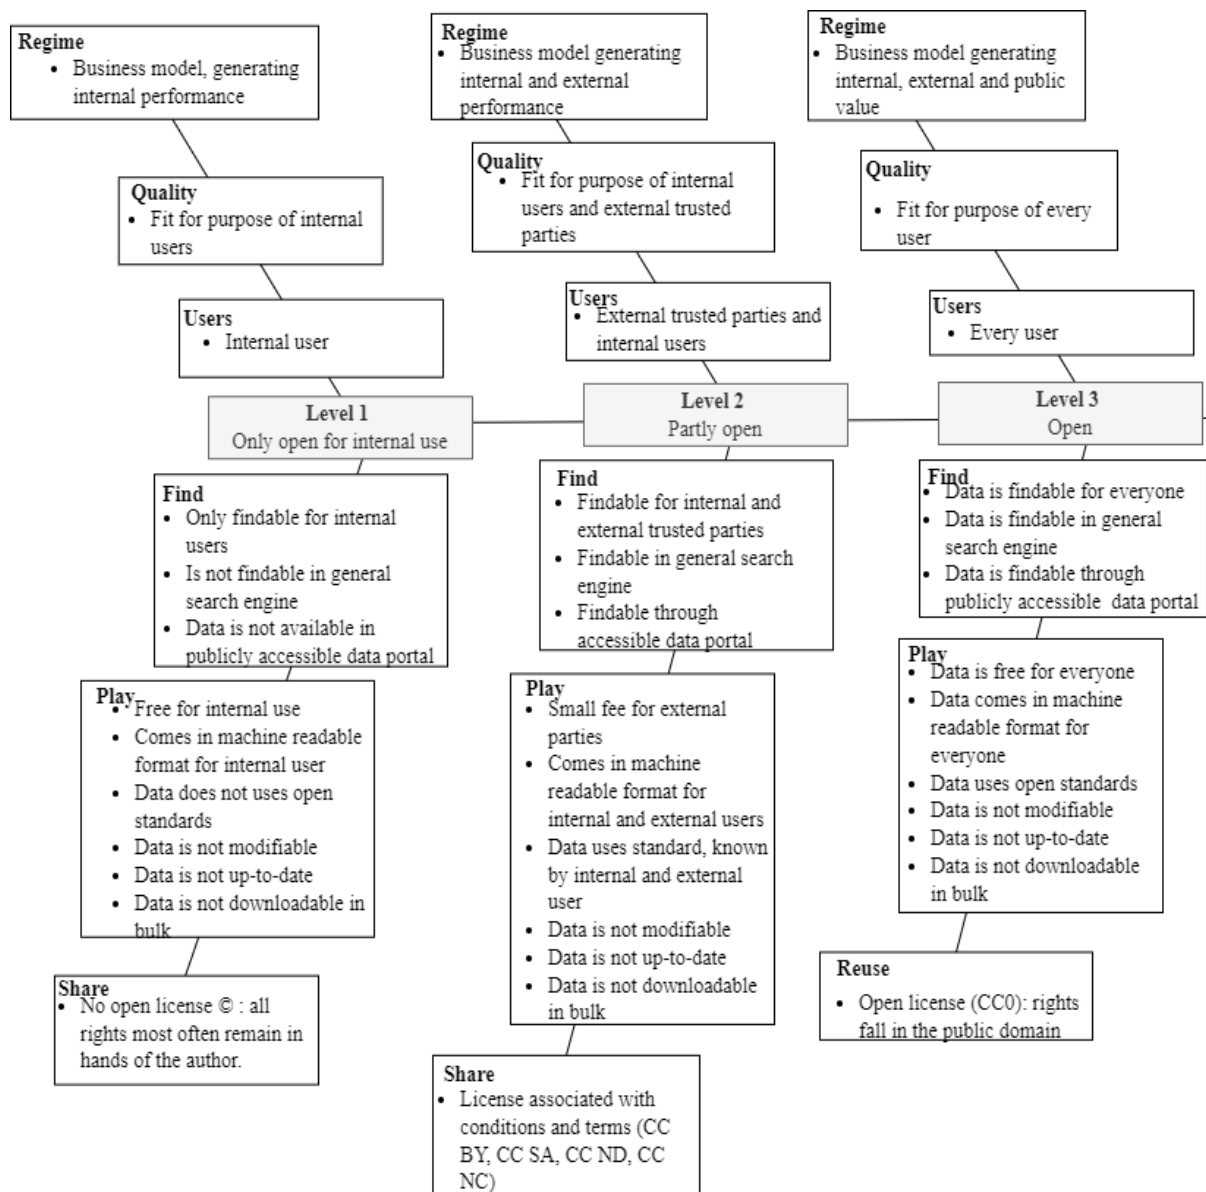 Regime
• Business model, generating
internal performance
Quality
• Fit for purpose of internal
users
Users
• Internal user
Level 1
Only open for internal use
Find
• Only findable for internal
users
• Is not findable in general
search engine
• Data is not available in
publicly accessible data portal
Play
• Free for internal use
• Comes in machine readable
format for internal user
• Data does not uses open
standards
• Data is not modifiable
• Data is not up-to-date
• Data is not downloadable in
bulk
Share
• No open license © : all
rights most often remain in
hands of the author.
Regime
• Business model generating
internal and external
performance
Quality
• Fit for purpose of internal
users and external trusted
parties
Users
• External trusted parties and
internal users
Level 2
Partly open
Find
• Findable for internal and
external trusted parties
• Findable in general search
engine
• Findable through
accessible data portal
Play
• Small fee for external
parties
• Comes in machine
readable format for
internal and external users
• Data uses standard, known
by internal and external
user
• Data is not modifiable
• Data is not up-to-date
• Data is not downloadable
in bulk
Share
• License associated with
conditions and terms (CC
BY, CC SA, CC ND, CC
NC)
Regime
• Business model generating
internal, external and public
value
Quality
• Fit for purpose of every
user
Users
• Every user
Level 3
Open
Find
• Data is findable for everyone
• Data is findable in general
search engine
• Data is findable through
publicly accessible data portal
Play
• Data is free for everyone
• Data comes in machine
readable format for
everyone
• Data uses open standards
• Data is not modifiable
• Data is not up-to-date
• Data is not downloadable
in bulk
Reuse
• Open license (CC0): rights
fall in the public domain